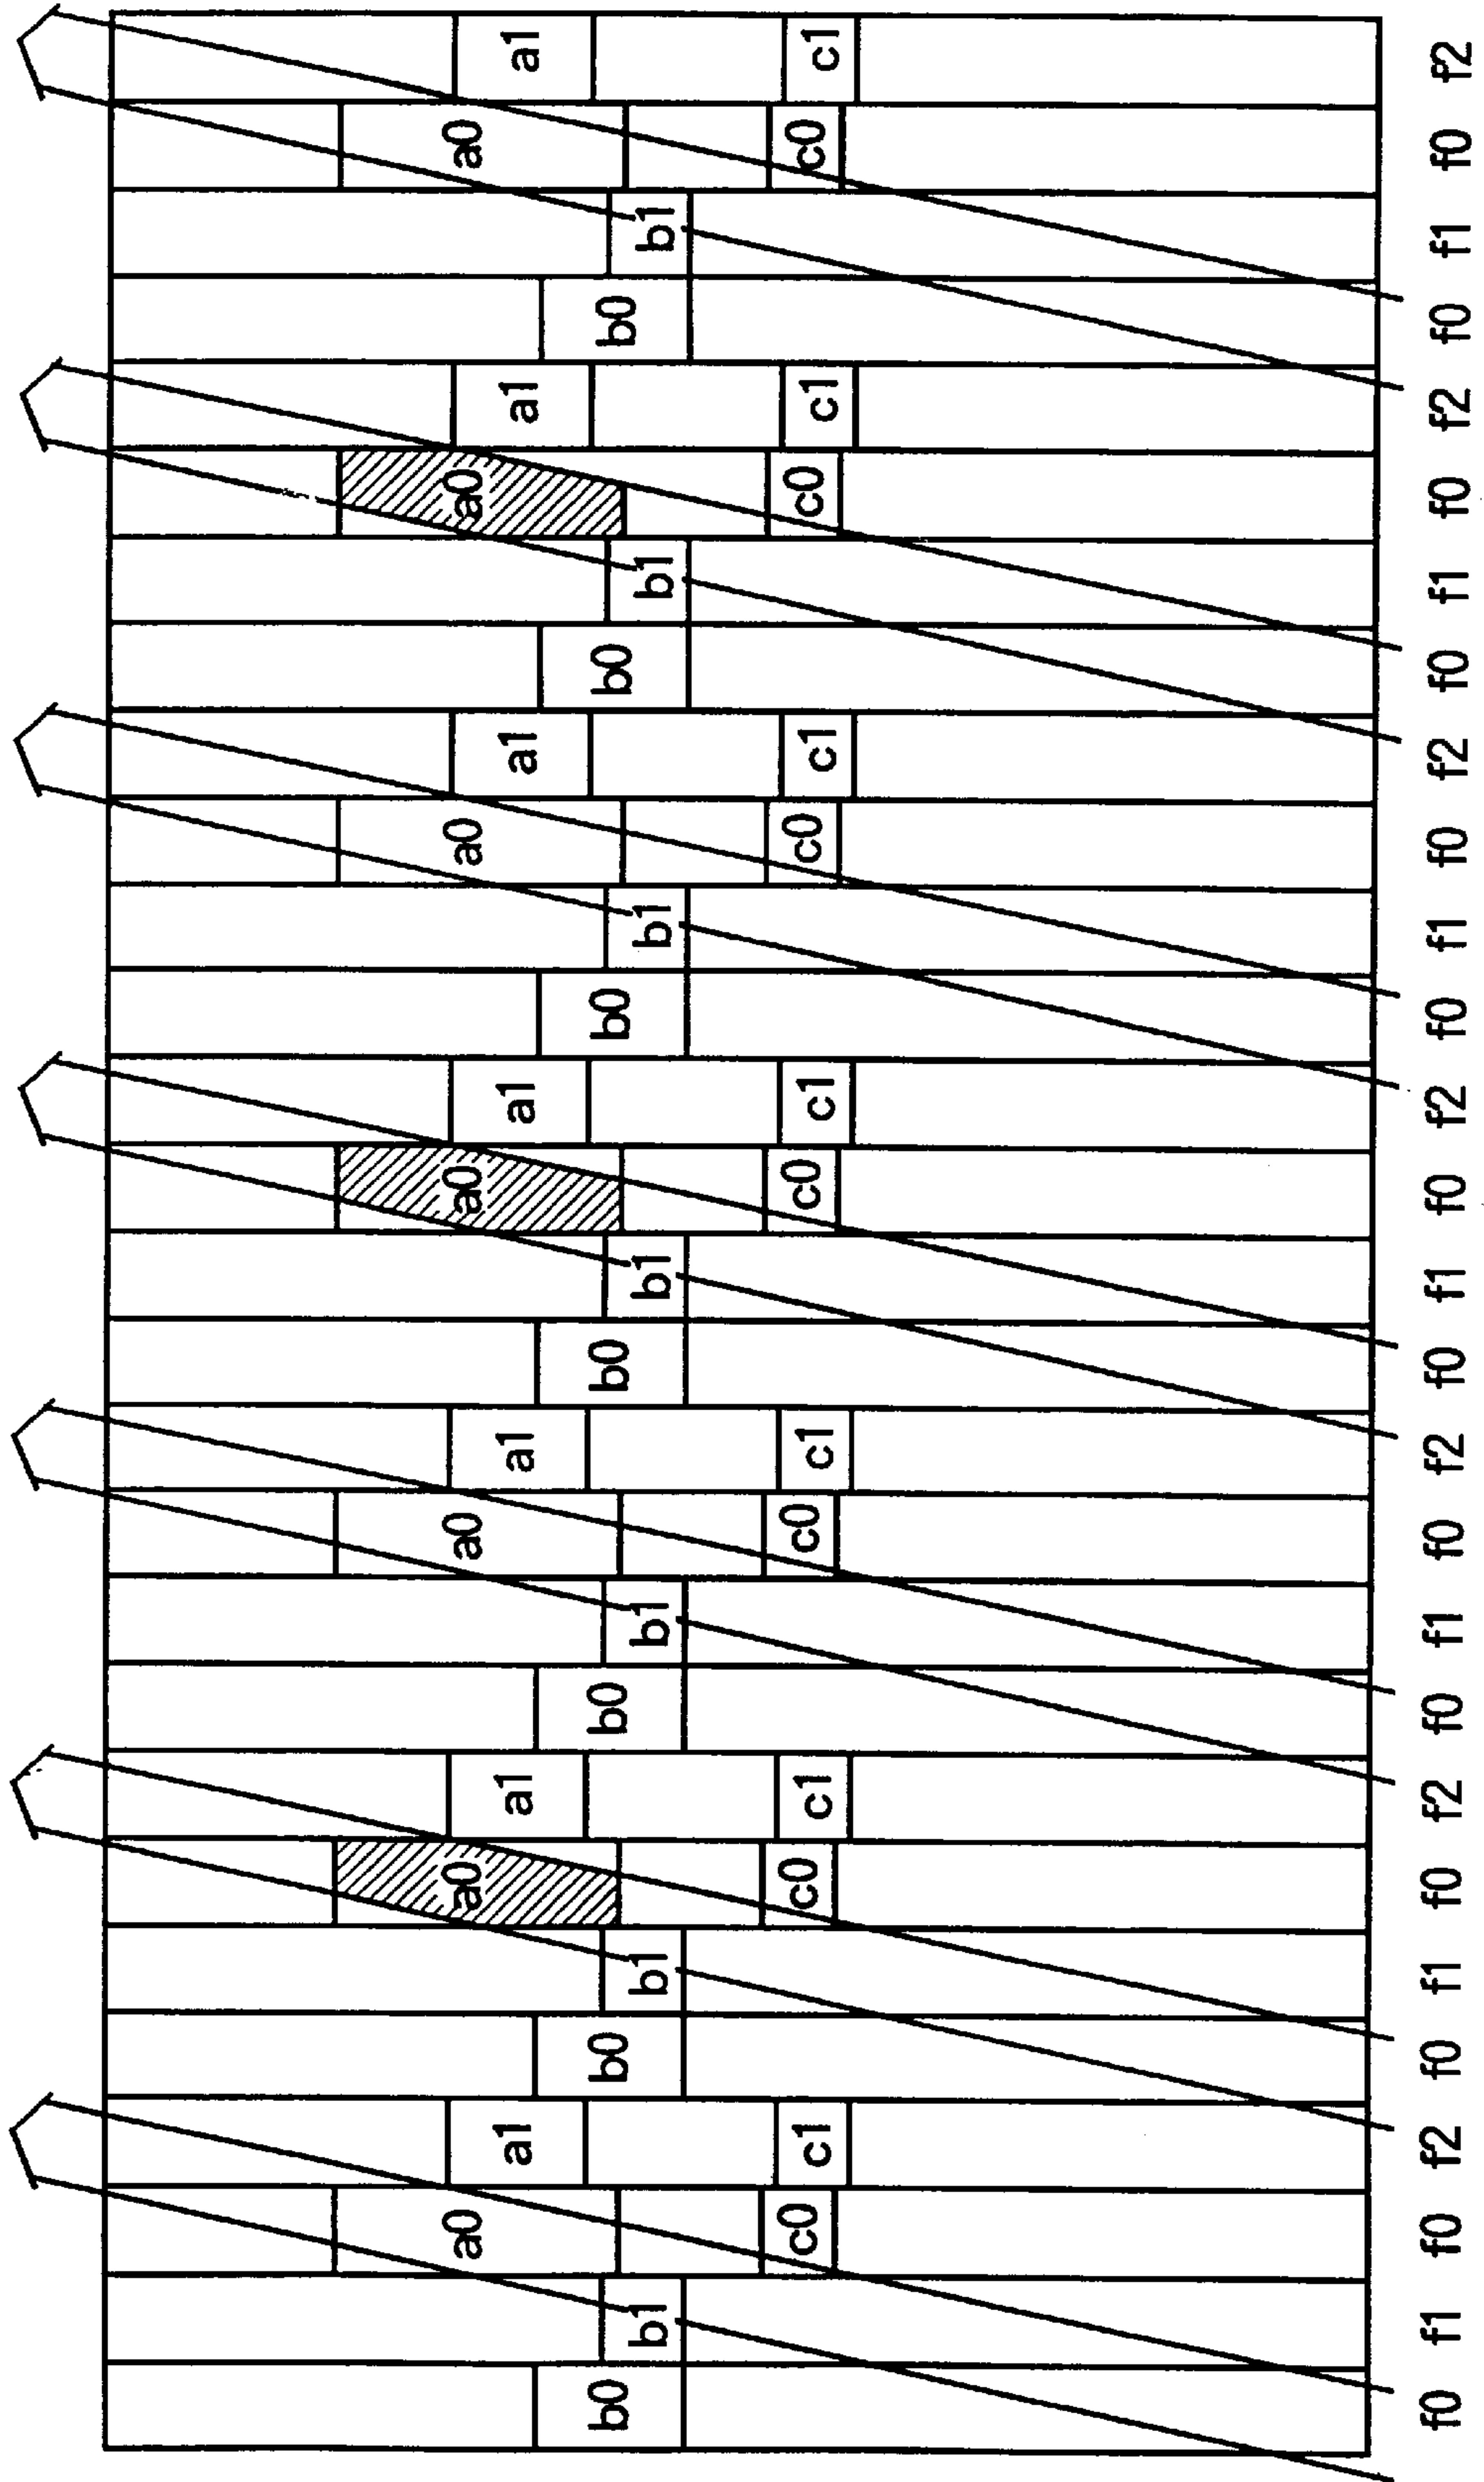 a0 a0 a0 a0 a0 a0 a0
a1 a1 a1 a1 a1 a1 a1
b0 b0 b0 b0 b0 b0 b0
b1 b1 b1 b1 b1 b1 b1
c0 c0 c0 c0 c0 c0 c0
c1 c1 c1 c1 c1 c1 c1
f0 f1 f0 f2 f0 f1 f0 f2 f0 f1 f0 f2 f0 f1 f0 f2 f0 f1 f0 f2 f0 f1 f0 f2 f0 f1 f0 f2